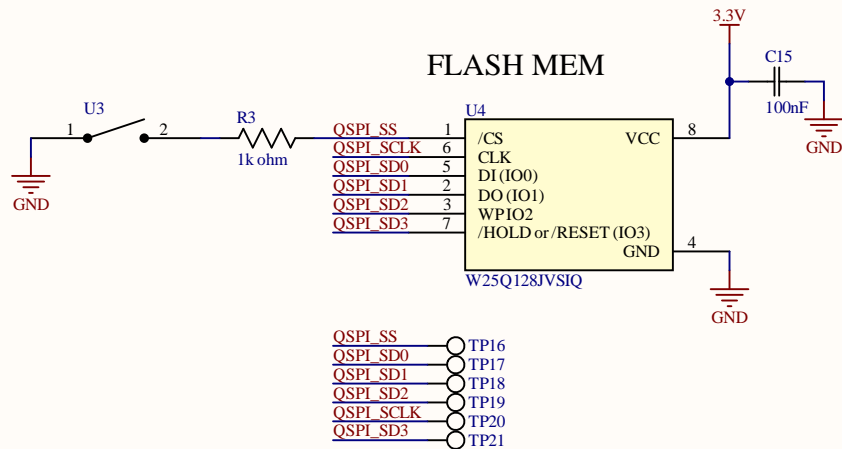 3.3V
C15
100nF
GND
FLASH MEM
U3
1
2
GND
R3
1k ohm
U4
QSPI_SS 1 /CS
QSPI_SCLK 6 CLK
QSPI_SD0 5 DI (IO0)
QSPI_SD1 2 DO (IO1)
QSPI_SD2 3 WP IO2
QSPI_SD3 7 /HOLD or /RESET (IO3)
VCC 8
GND 4
W25Q128JVSIQ
GND
QSPI_SS TP16
QSPI_SD0 TP17
QSPI_SD1 TP18
QSPI_SD2 TP19
QSPI_SCLK TP20
QSPI_SD3 TP21